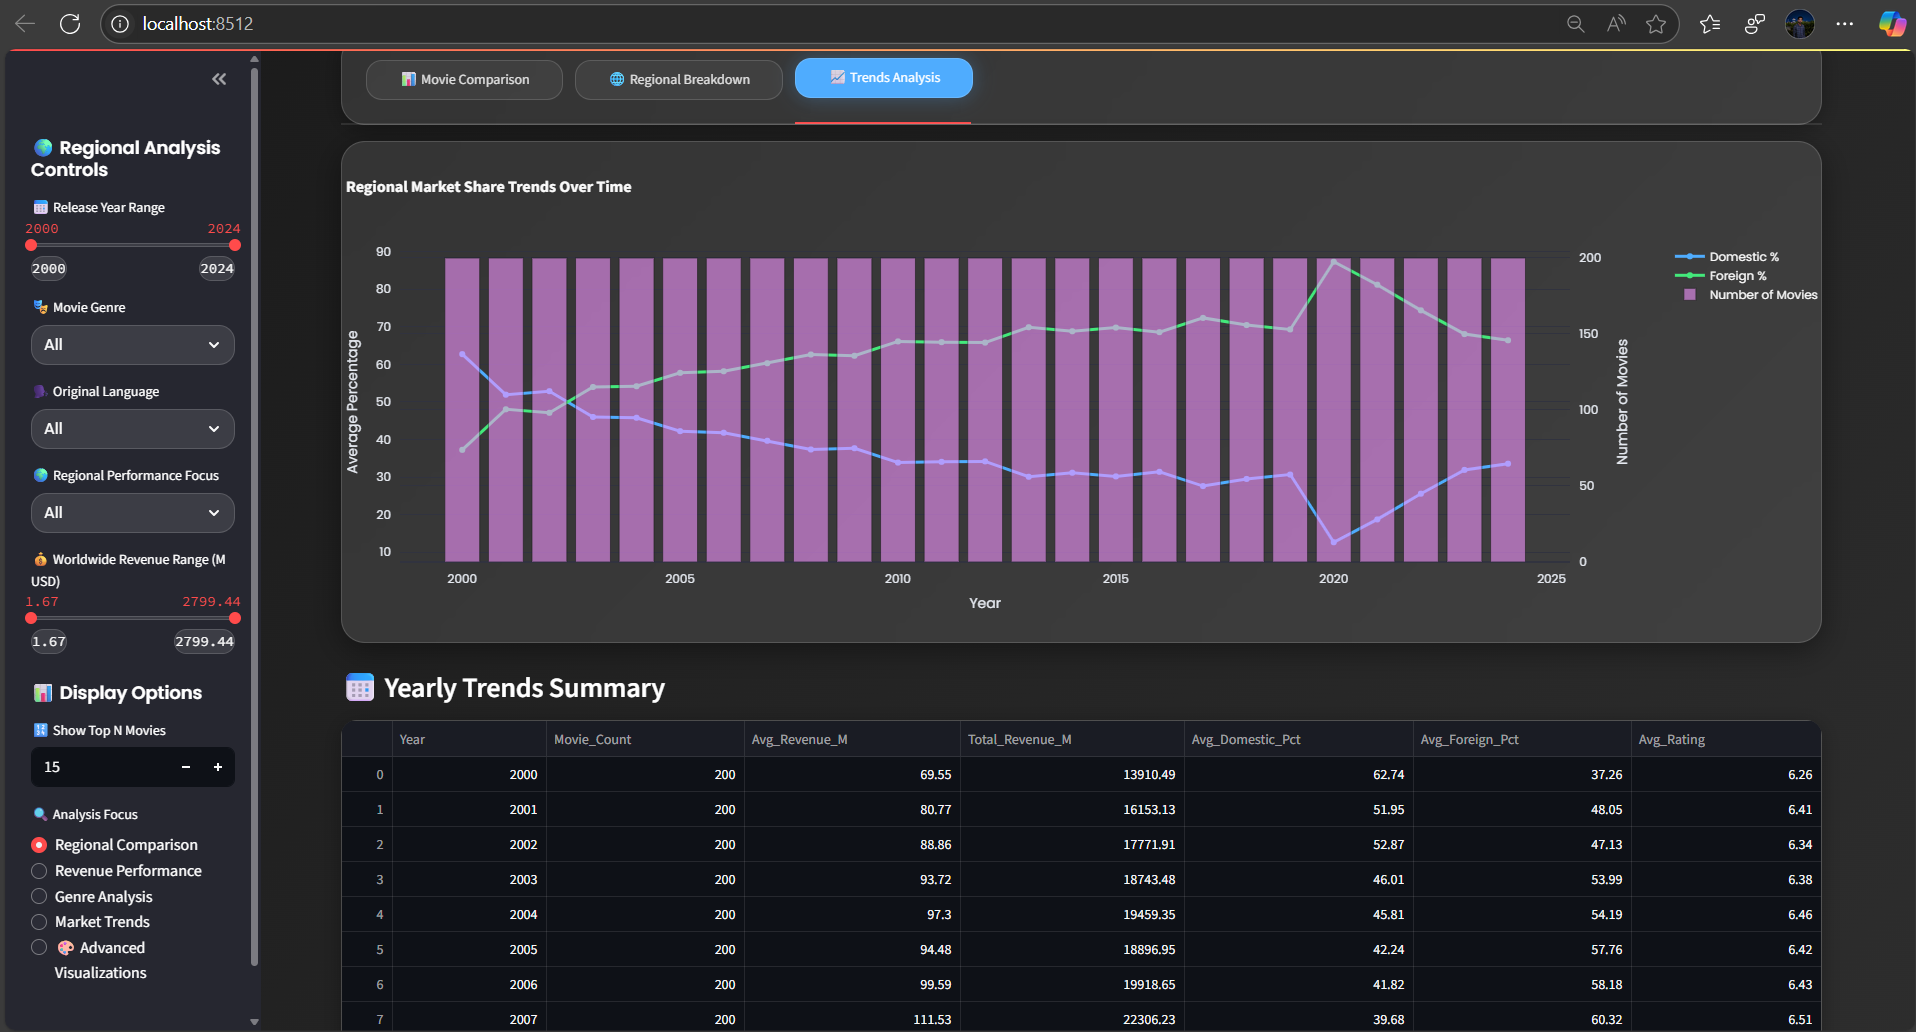 localhost:8512
Movie Comparison
Regional Breakdown
Trends Analysis
Regional Analysis
Controls
Release Year Range
2000 2024
2000 2024
Movie Genre
All
Original Language
All
Regional Performance Focus
All
Worldwide Revenue Range (M
USD)
1.67 2799.44
1.67 2799.44
Display Options
Show Top N Movies
15 − +
Analysis Focus
Regional Comparison
Revenue Performance
Genre Analysis
Market Trends
Advanced
Visualizations
Regional Market Share Trends Over Time
Average Percentage
90
80
70
60
50
40
30
20
10
200
150
100
50
0
Number of Movies
Domestic %
Foreign %
Number of Movies
2000 2005 2010 2015 2020 2025
Year
Yearly Trends Summary
Year Movie_Count Avg_Revenue_M Total_Revenue_M Avg_Domestic_Pct Avg_Foreign_Pct Avg_Rating
0 2000 200 69.55 13910.49 62.74 37.26 6.26
1 2001 200 80.77 16153.13 51.95 48.05 6.41
2 2002 200 88.86 17771.91 52.87 47.13 6.34
3 2003 200 93.72 18743.48 46.01 53.99 6.38
4 2004 200 97.3 19459.35 45.81 54.19 6.46
5 2005 200 94.48 18896.95 42.24 57.76 6.42
6 2006 200 99.59 19918.65 41.82 58.18 6.43
7 2007 200 111.53 22306.23 39.68 60.32 6.51